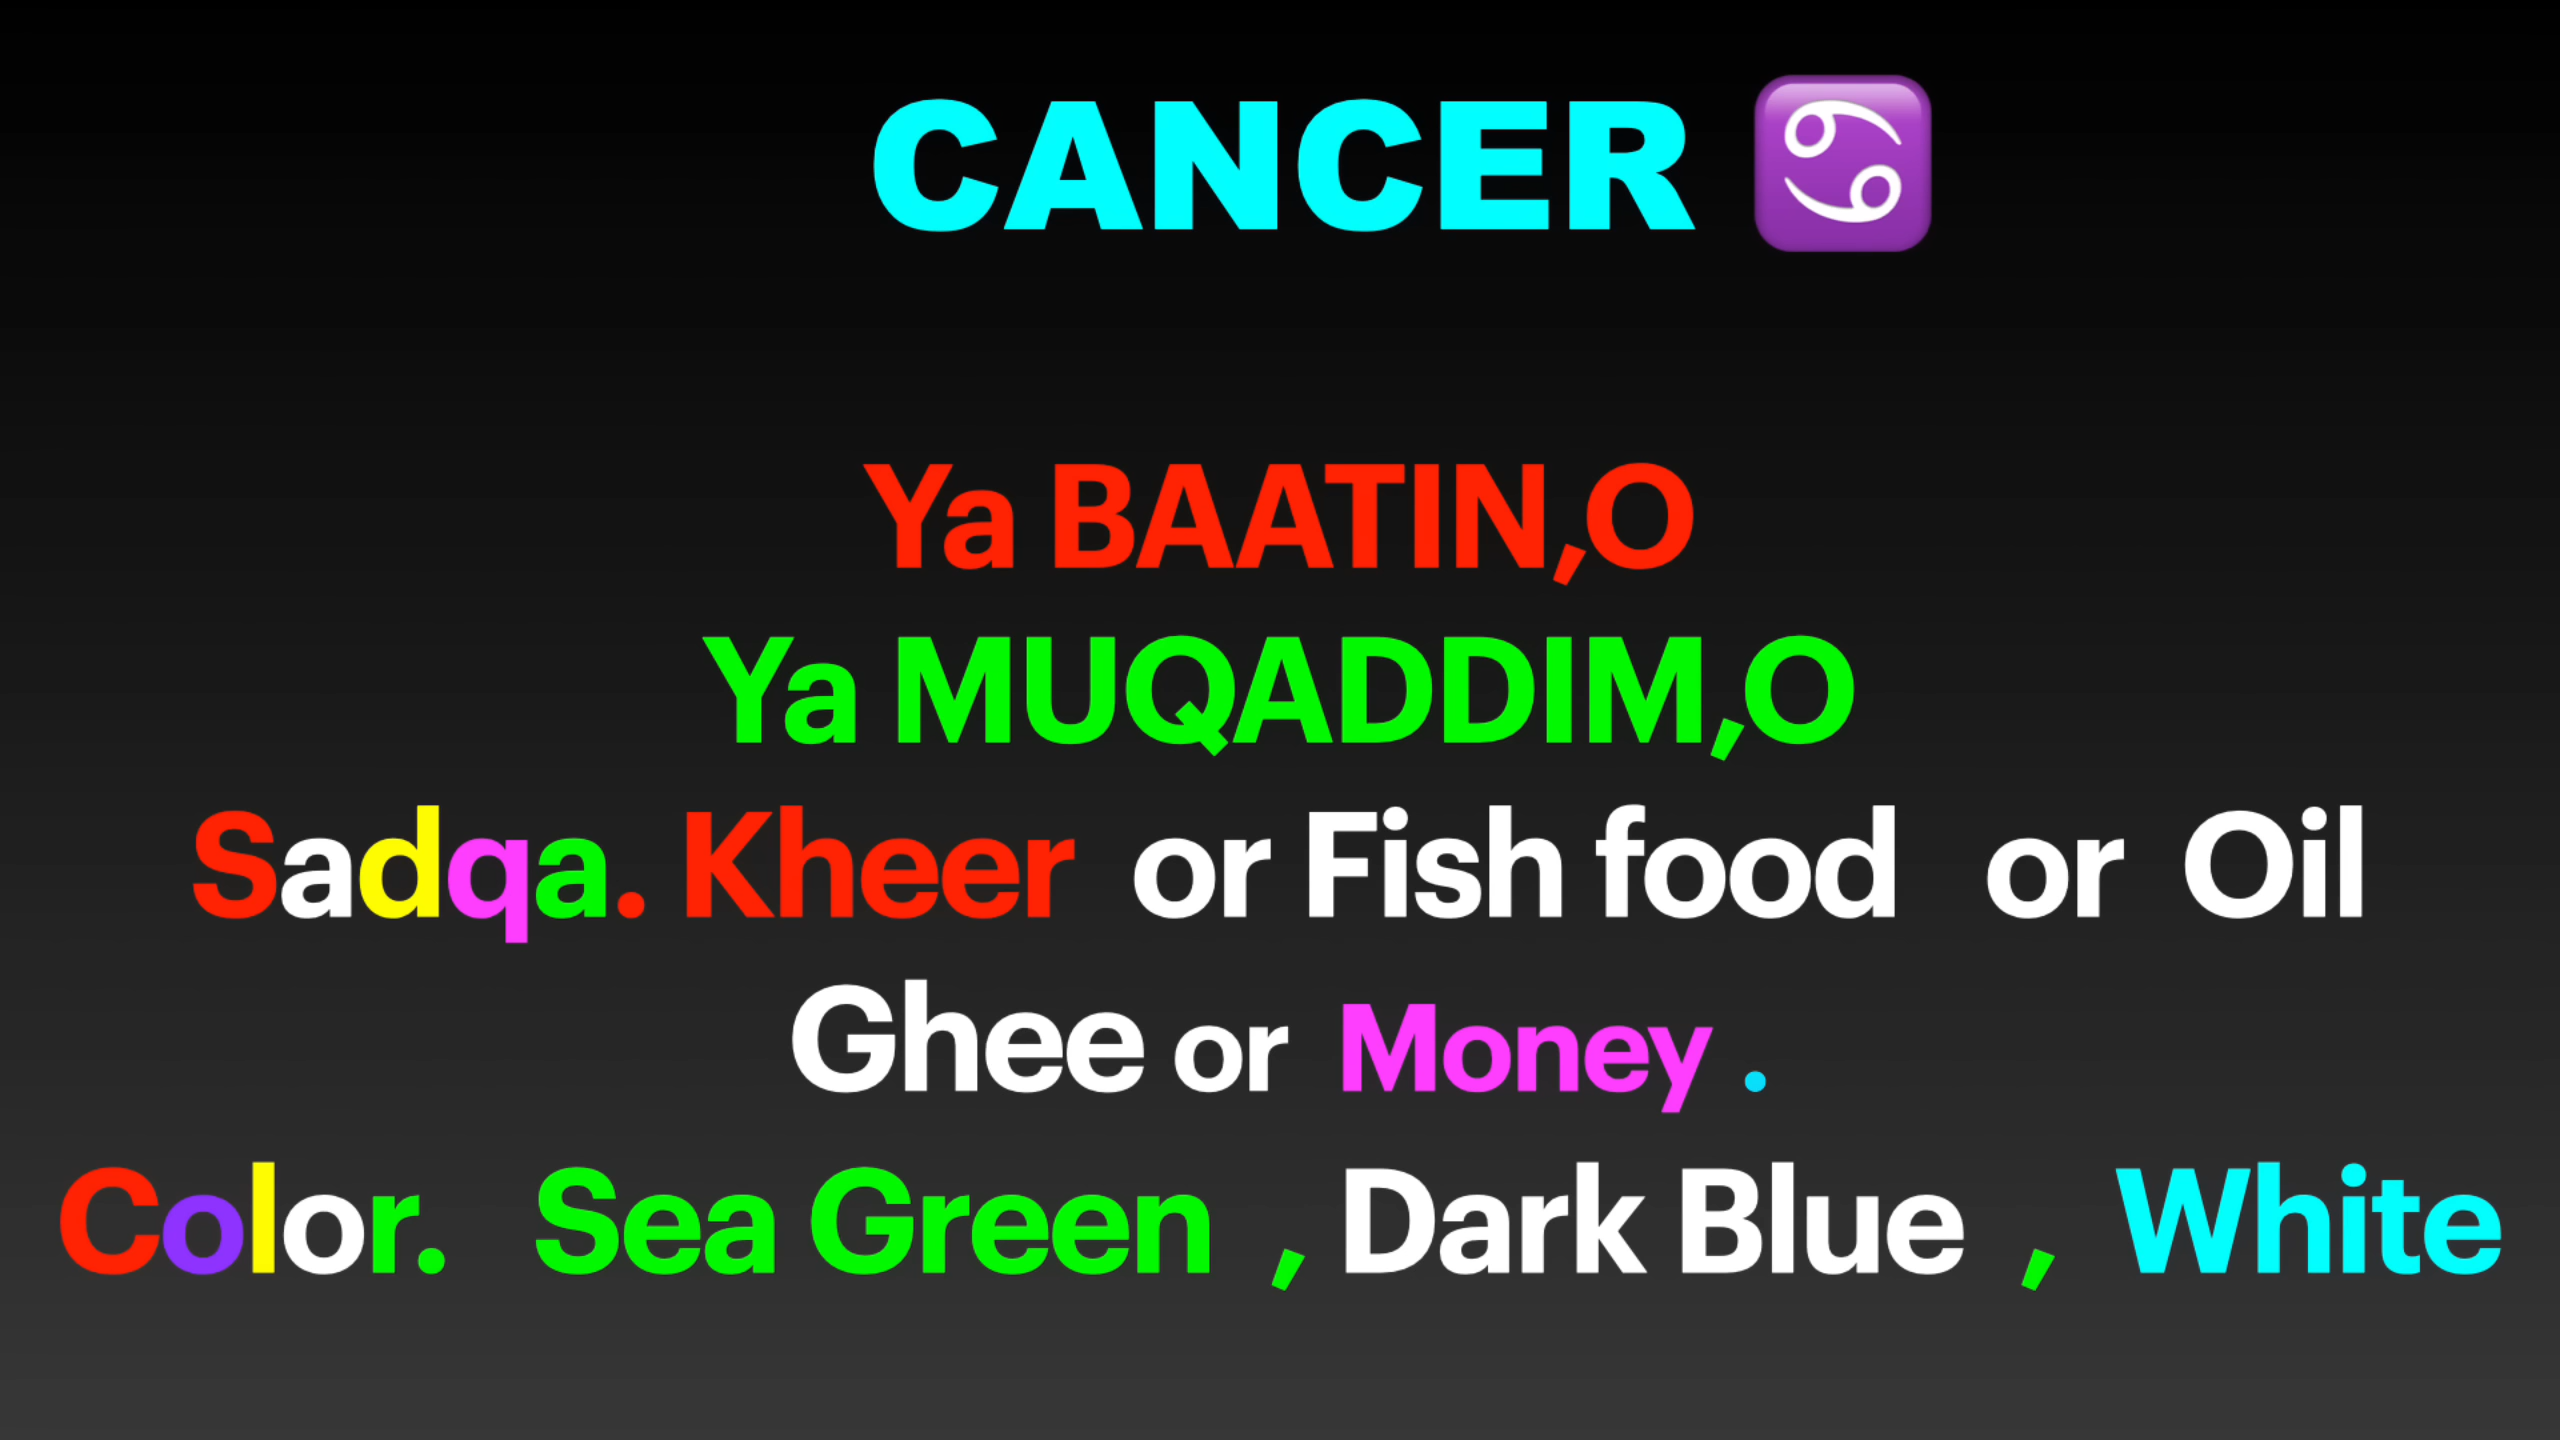 CANCER ♋
Ya BAATIN,O
Ya MUQADDIM,O
Sadqa. Kheer or Fish food or Oil
Ghee or Money .
Color. Sea Green , Dark Blue , White